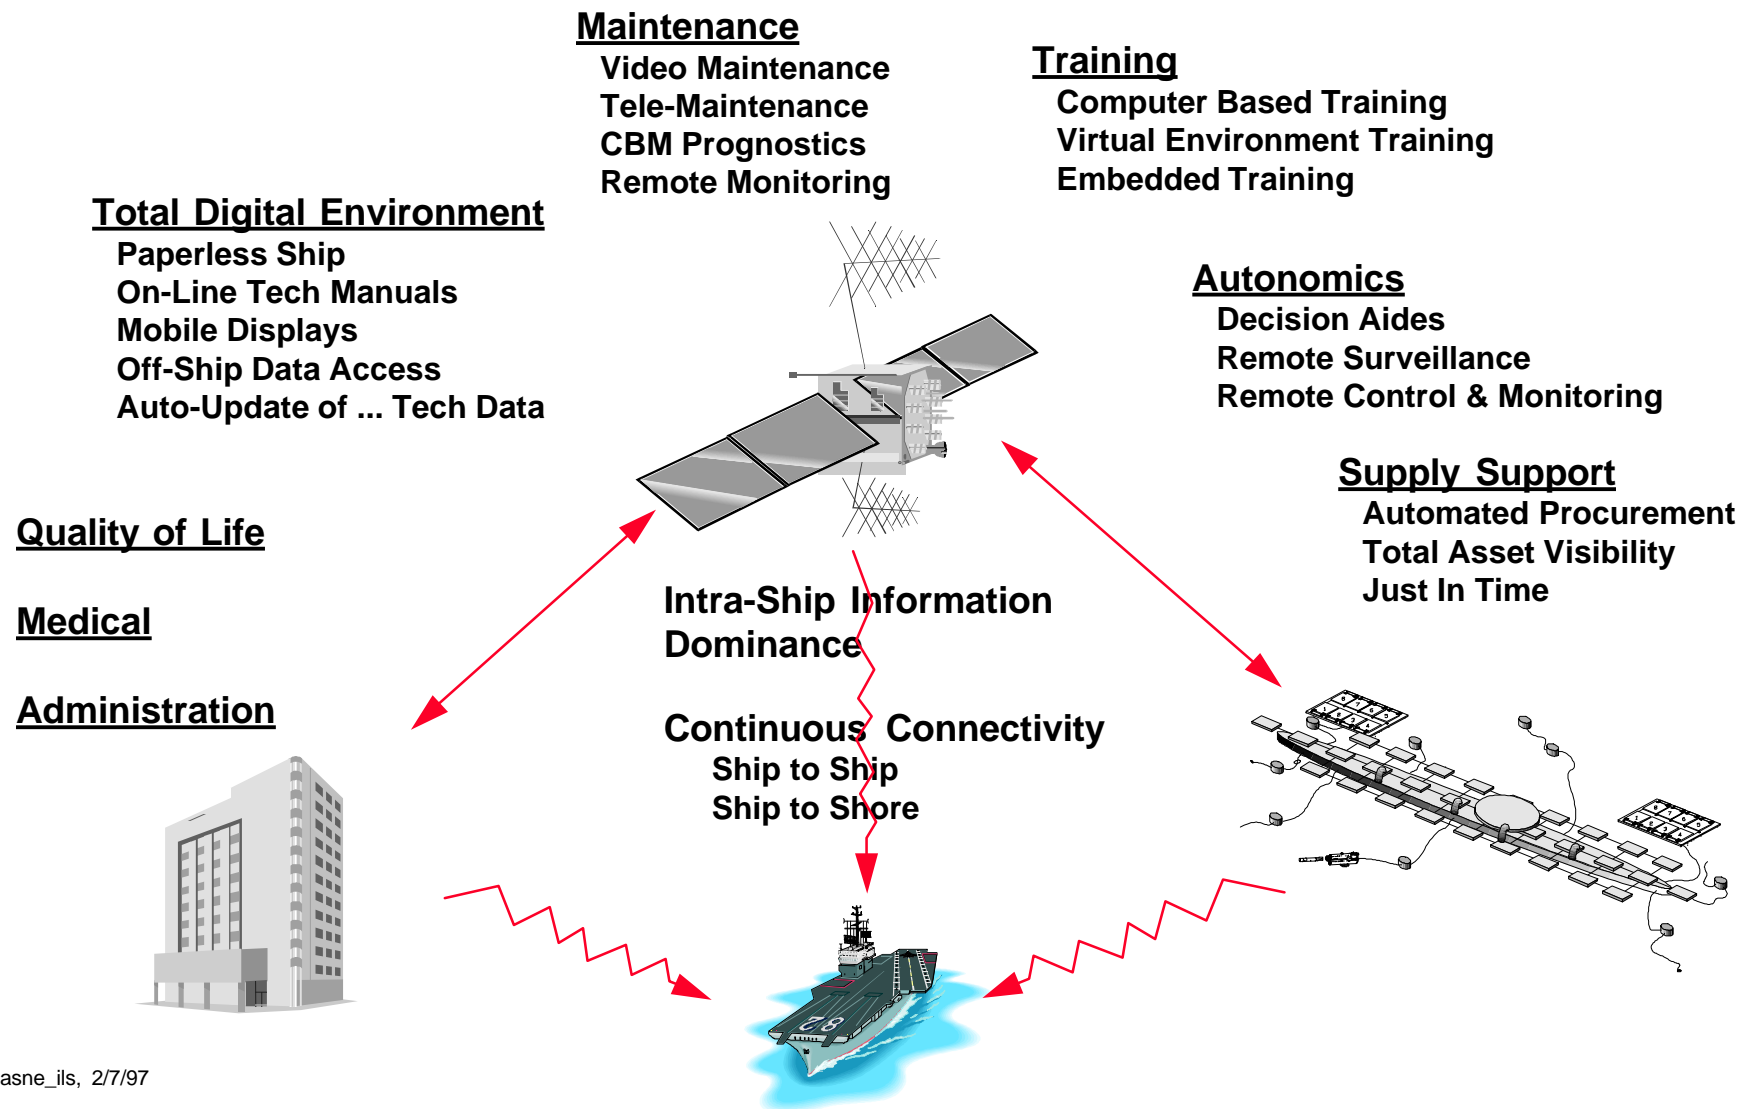 Maintenance
Video Maintenance
Tele-Maintenance
CBM Prognostics
Remote Monitoring
Training
Computer Based Training
Virtual Environment Training
Embedded Training
Total Digital Environment
Paperless Ship
On-Line Tech Manuals
Mobile Displays
Off-Ship Data Access
Auto-Update of ... Tech Data
Autonomics
Decision Aides
Remote Surveillance
Remote Control & Monitoring
Supply Support
Automated Procurement
Total Asset Visibility
Just In Time
Quality of Life
Medical
Administration
Intra-Ship Information
Dominance
Continuous Connectivity
Ship to Ship
Ship to Shore
asne_ils, 2/7/97